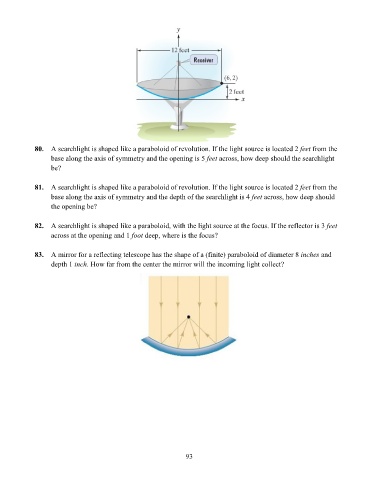 y
12 feet
Receiver
(6, 2)
2 feet
x
80. A searchlight is shaped like a paraboloid of revolution. If the light source is located 2 feet from the
base along the axis of symmetry and the opening is 5 feet across, how deep should the searchlight
be?
81. A searchlight is shaped like a paraboloid of revolution. If the light source is located 2 feet from the
base along the axis of symmetry and the depth of the searchlight is 4 feet across, how deep should
the opening be?
82. A searchlight is shaped like a paraboloid, with the light source at the focus. If the reflector is 3 feet
across at the opening and 1 foot deep, where is the focus?
83. A mirror for a reflecting telescope has the shape of a (finite) paraboloid of diameter 8 inches and
depth 1 inch. How far from the center the mirror will the incoming light collect?
93